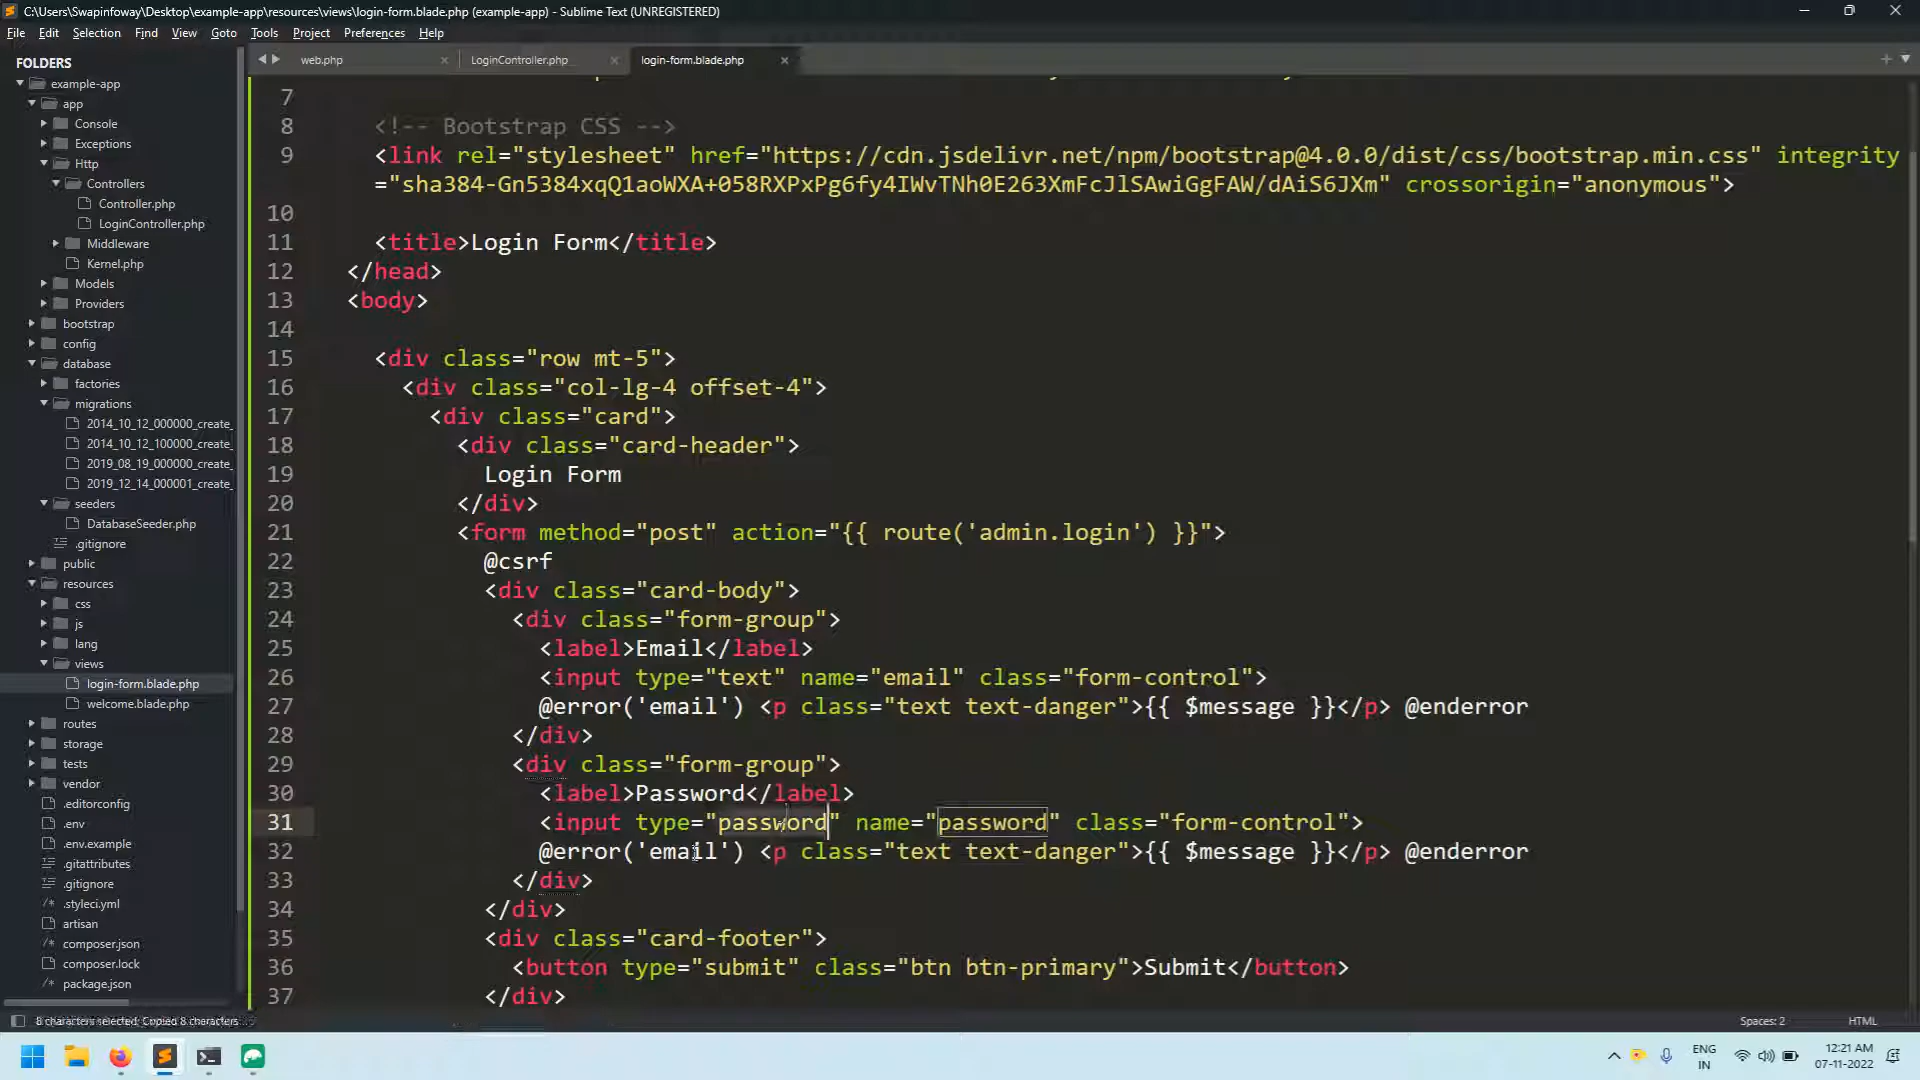 C:\Users\Swapinfoway\Desktop\example-app\resources\views\login-form.blade.php (example-app) - Sublime Text (UNREGISTERED)
File Edit Selection Find View Goto Tools Project Preferences Help
FOLDERS
example-app
app
Console
Exceptions
Http
Controllers
Controller.php
LoginController.php
Middleware
Kernel.php
Models
Providers
bootstrap
config
database
factories
migrations
2014_10_12_000000_create_
2014_10_12_100000_create_
2019_08_19_000000_create_
2019_12_14_000001_create_
seeders
DatabaseSeeder.php
.gitignore
public
resources
css
js
lang
views
login-form.blade.php
welcome.blade.php
routes
storage
tests
vendor
.editorconfig
.env
.env.example
.gitattributes
.gitignore
.styleci.yml
artisan
composer.json
composer.lock
package.json
web.php LoginController.php login-form.blade.php
7
8 <!-- Bootstrap CSS -->
9 <link rel="stylesheet" href="https://cdn.jsdelivr.net/npm/bootstrap@4.0.0/dist/css/bootstrap.min.css" integrity
="sha384-Gn5384xqQ1aoWXA+058RXPxPg6fy4IWvTNh0E263XmFcJlSAwiGgFAW/dAiS6JXm" crossorigin="anonymous">
10
11 <title>Login Form</title>
12 </head>
13 <body>
14
15 <div class="row mt-5">
16 <div class="col-lg-4 offset-4">
17 <div class="card">
18 <div class="card-header">
19 Login Form
20 </div>
21 <form method="post" action="{{ route('admin.login') }}">
22 @csrf
23 <div class="card-body">
24 <div class="form-group">
25 <label>Email</label>
26 <input type="text" name="email" class="form-control">
27 @error('email') <p class="text text-danger">{{ $message }}</p> @enderror
28 </div>
29 <div class="form-group">
30 <label>Password</label>
31 <input type="password" name="password" class="form-control">
32 @error('email') <p class="text text-danger">{{ $message }}</p> @enderror
33 </div>
34 </div>
35 <div class="card-footer">
36 <button type="submit" class="btn btn-primary">Submit</button>
37 </div>
8 characters selected; Copied 8 characters
Spaces: 2 HTML
ENG
IN
12:21 AM
07-11-2022